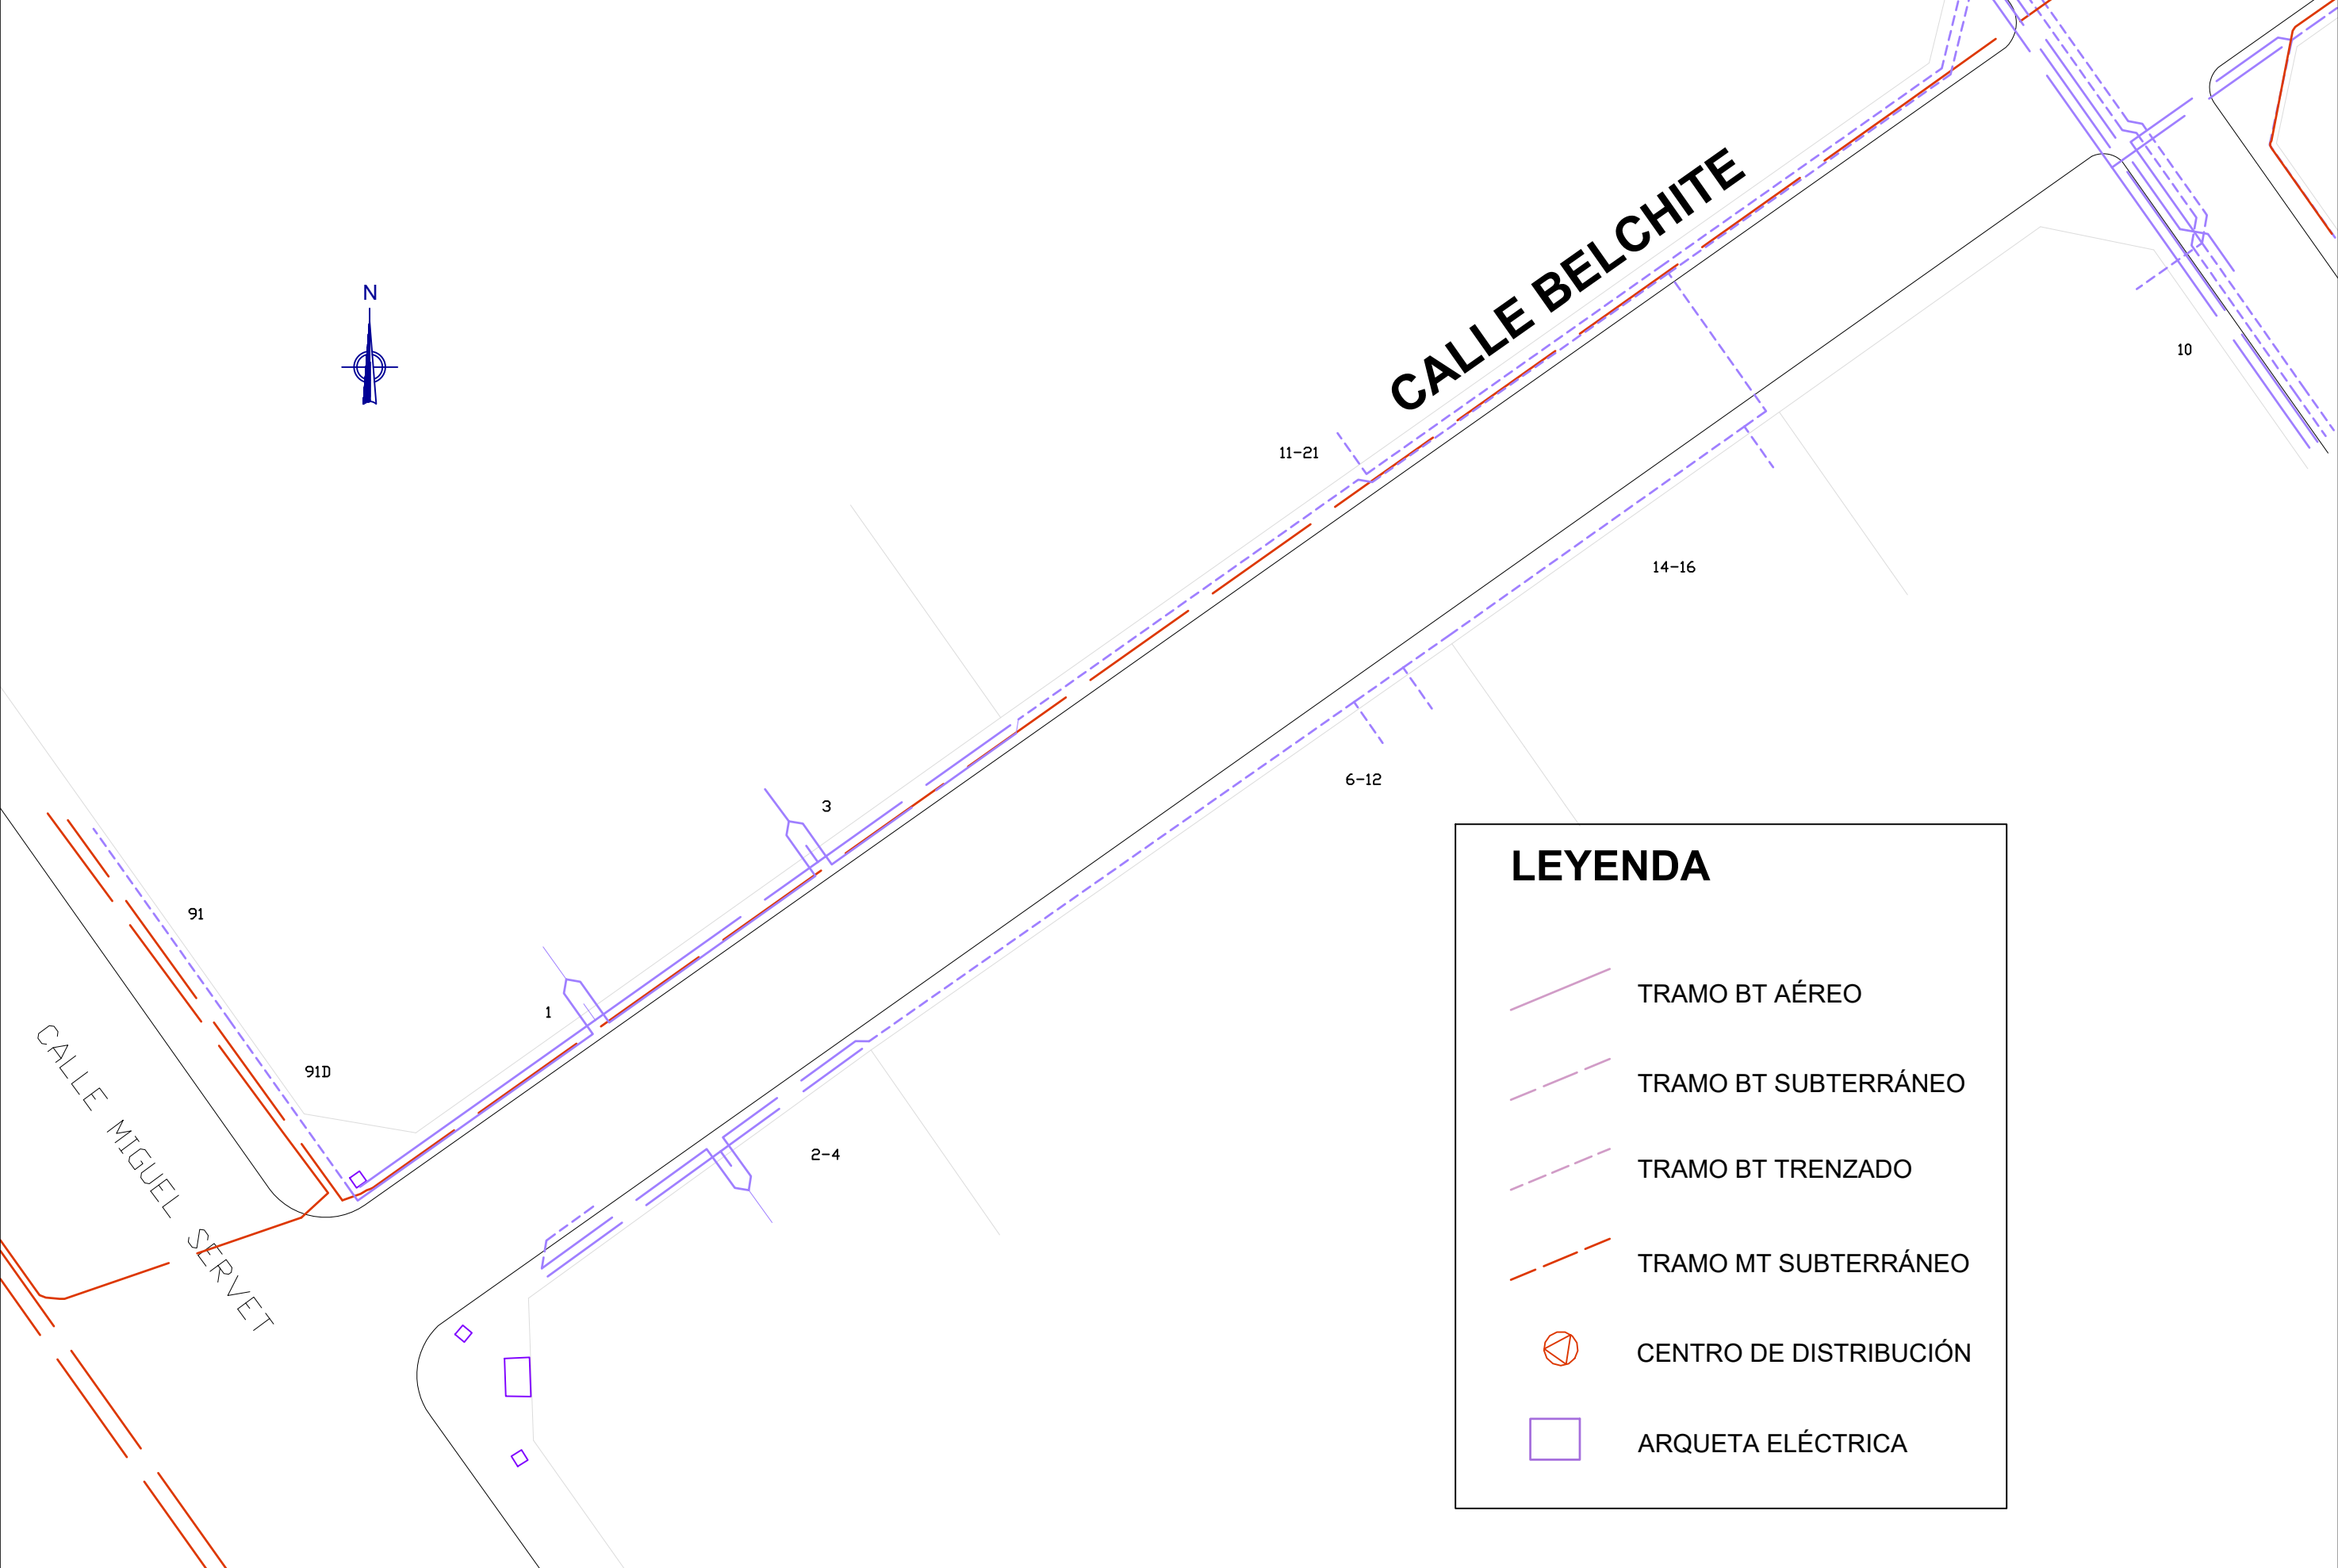 CALLE BELCHITE
N
10
11-21
14-16
6-12
3
91
1
91D
2-4
CALLE MIGUEL SERVET
LEYENDA
TRAMO BT AÉREO
TRAMO BT SUBTERRÁNEO
TRAMO BT TRENZADO
TRAMO MT SUBTERRÁNEO
CENTRO DE DISTRIBUCIÓN
ARQUETA ELÉCTRICA